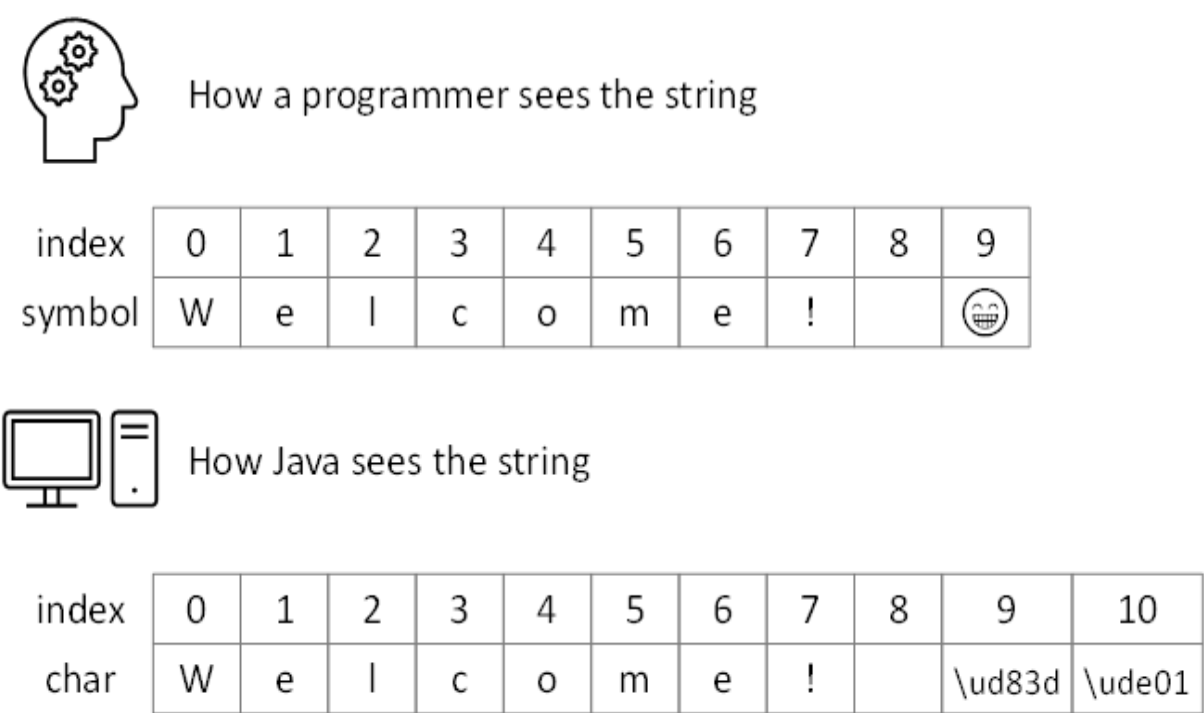 How a programmer sees the string
index 0 1 2 3 4 5 6 7 8 9
symbol W e l c o m e ! 😁
How Java sees the string
index 0 1 2 3 4 5 6 7 8 9 10
char W e l c o m e ! \ud83d \ude01